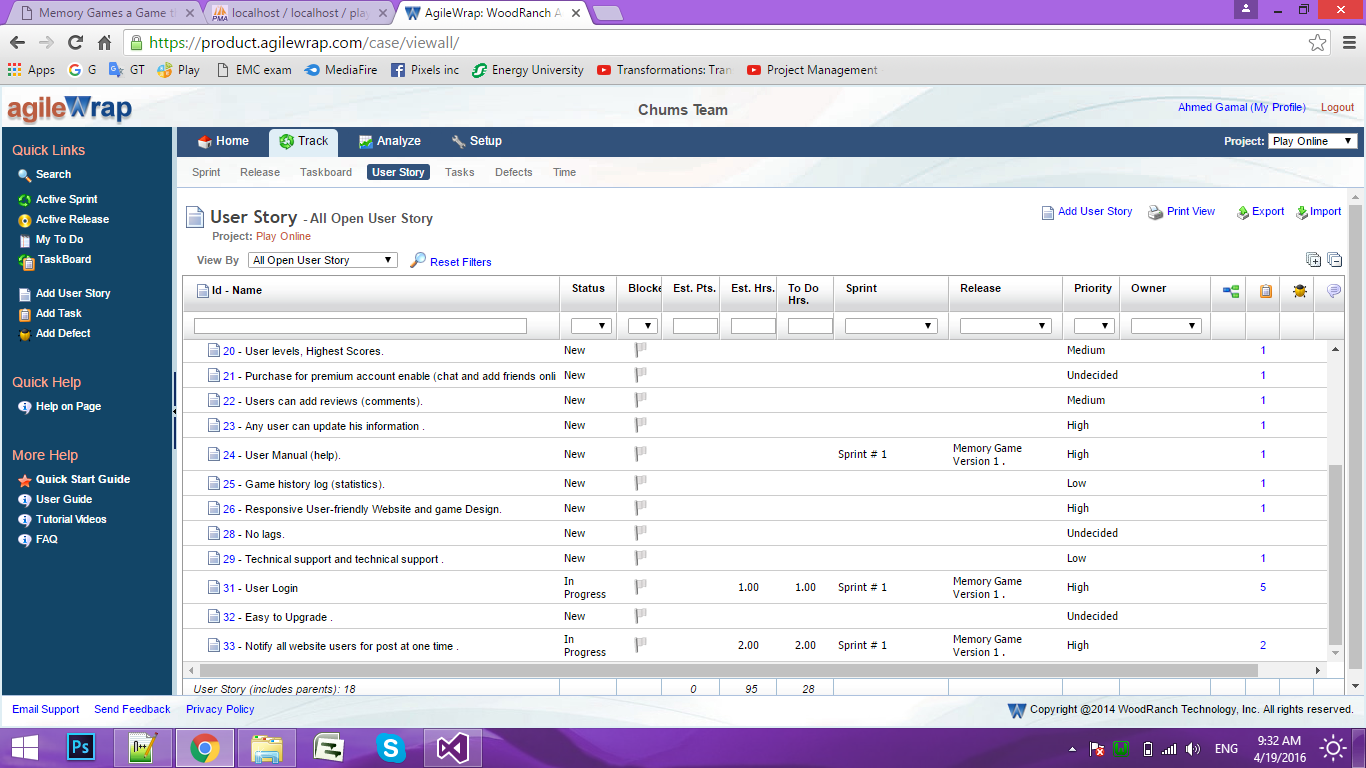 Memory Games a Game t
localhost / localhost / pla
AgileWrap: WoodRanch A
https://product.agilewrap.com/case/viewall/
Apps G GT Play EMC exam MediaFire Pixels inc Energy University Transformations: Tran Project Management
agileWrap
Chums Team
Ahmed Gamal (My Profile) Logout
Home Track Analyze Setup
Project: Play Online
Sprint Release Taskboard User Story Tasks Defects Time
Quick Links
Search
Active Sprint
Active Release
My To Do
TaskBoard
Add User Story
Add Task
Add Defect
Quick Help
Help on Page
More Help
Quick Start Guide
User Guide
Tutorial Videos
FAQ
User Story - All Open User Story
Project: Play Online
Add User Story Print View Export Import
View By All Open User Story Reset Filters
Id - Name Status Blocke Est. Pts. Est. Hrs. To Do Hrs. Sprint Release Priority Owner
20 - User levels, Highest Scores. New Medium 1
21 - Purchase for premium account enable (chat and add friends onli New Undecided 1
22 - Users can add reviews (comments). New Medium 1
23 - Any user can update his information . New High 1
24 - User Manual (help). New Sprint # 1 Memory Game Version 1 . High 1
25 - Game history log (statistics). New Low 1
26 - Responsive User-friendly Website and game Design. New High 1
28 - No lags. New Undecided
29 - Technical support and technical support . New Low 1
31 - User Login In Progress 1.00 1.00 Sprint # 1 Memory Game Version 1 . High 5
32 - Easy to Upgrade . New Undecided
33 - Notify all website users for post at one time . In Progress 2.00 2.00 Sprint # 1 Memory Game Version 1 . High 2
User Story (includes parents): 18 0 95 28
Email Support Send Feedback Privacy Policy
Copyright @2014 WoodRanch Technology, Inc. All rights reserved.
Ps
ENG
9:32 AM
4/19/2016